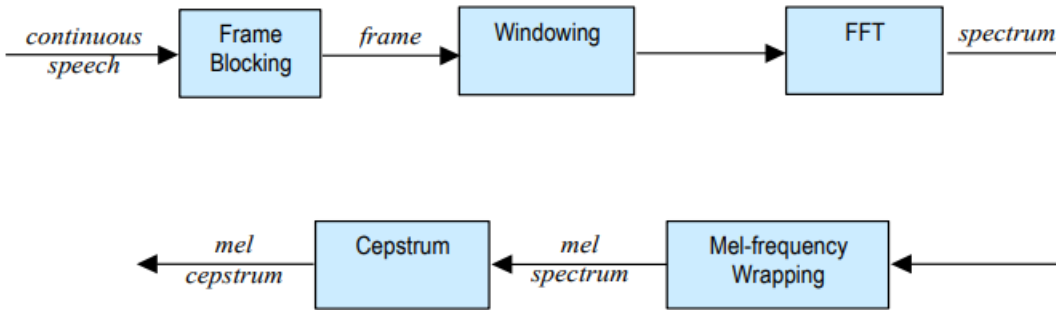 continuous
speech
Frame
Blocking
frame
Windowing
FFT
spectrum
mel
cepstrum
Cepstrum
mel
spectrum
Mel-frequency
Wrapping